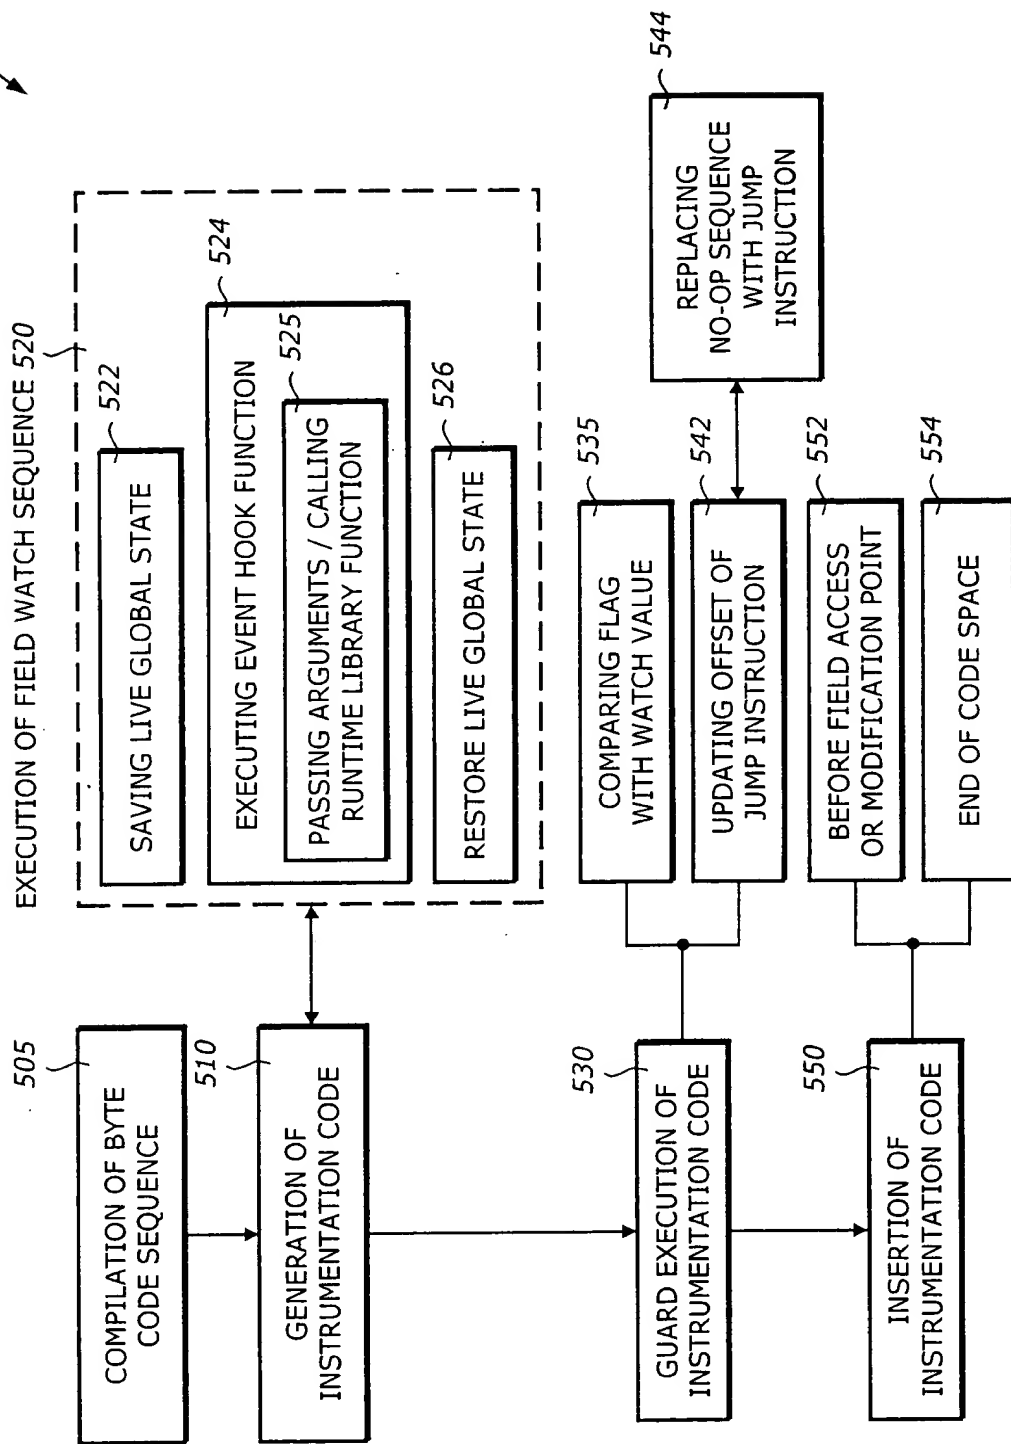 EXECUTION OF FIELD WATCH SEQUENCE 520
505
COMPILATION OF BYTE
CODE SEQUENCE
510
GENERATION OF
INSTRUMENTATION CODE
522
SAVING LIVE GLOBAL STATE
524
EXECUTING EVENT HOOK FUNCTION
525
PASSING ARGUMENTS / CALLING
RUNTIME LIBRARY FUNCTION
526
RESTORE LIVE GLOBAL STATE
530
GUARD EXECUTION OF
INSTRUMENTATION CODE
535
COMPARING FLAG
WITH WATCH VALUE
542
UPDATING OFFSET OF
JUMP INSTRUCTION
544
REPLACING
NO-OP SEQUENCE
WITH JUMP
INSTRUCTION
550
INSERTION OF
INSTRUMENTATION CODE
552
BEFORE FIELD ACCESS
OR MODIFICATION POINT
554
END OF CODE SPACE